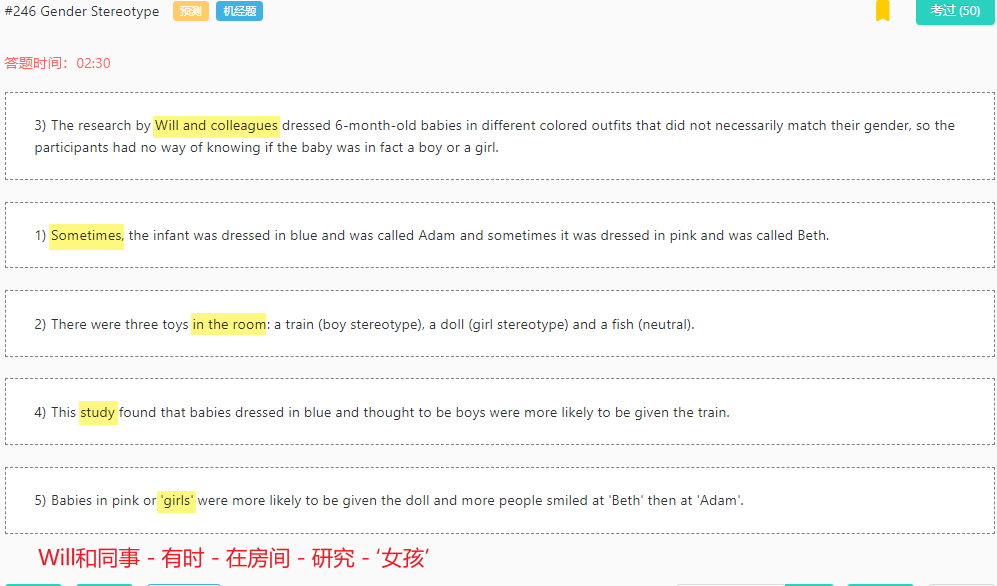 #246 Gender Stereotype 预测 机经题 考过 (50)
答题时间：02:30
3) The research by Will and colleagues dressed 6-month-old babies in different colored outfits that did not necessarily match their gender, so the
participants had no way of knowing if the baby was in fact a boy or a girl.
1) Sometimes, the infant was dressed in blue and was called Adam and sometimes it was dressed in pink and was called Beth.
2) There were three toys in the room: a train (boy stereotype), a doll (girl stereotype) and a fish (neutral).
4) This study found that babies dressed in blue and thought to be boys were more likely to be given the train.
5) Babies in pink or 'girls' were more likely to be given the doll and more people smiled at 'Beth' then at 'Adam'.
Will和同事 - 有时 - 在房间 - 研究 - ‘女孩’